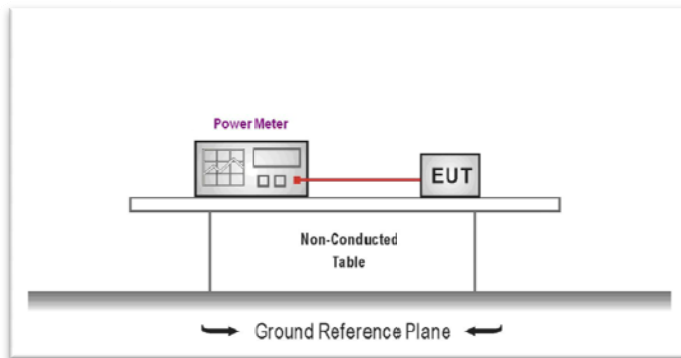 Power Meter
EUT
Non-Conducted
Table
Ground Reference Plane